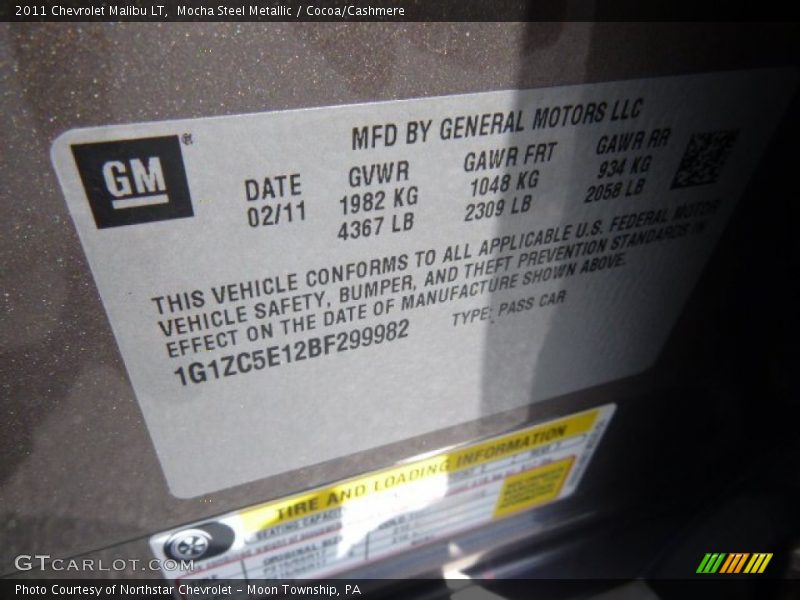 2011 Chevrolet Malibu LT, Mocha Steel Metallic / Cocoa/Cashmere
GM ®
MFD BY GENERAL MOTORS LLC
DATE GVWR GAWR FRT GAWR RR
02/11 1982 KG 1048 KG 934 KG
4367 LB 2309 LB 2058 LB
THIS VEHICLE CONFORMS TO ALL APPLICABLE U.S. FEDERAL MOTOR
VEHICLE SAFETY, BUMPER, AND THEFT PREVENTION STANDARDS IN
EFFECT ON THE DATE OF MANUFACTURE SHOWN ABOVE.
1G1ZC5E12BF299982 TYPE: PASS CAR
TIRE AND LOADING INFORMATION
SEATING CAPACITY
ORIGINAL
GTCARLOT.COM
Photo Courtesy of Northstar Chevrolet - Moon Township, PA